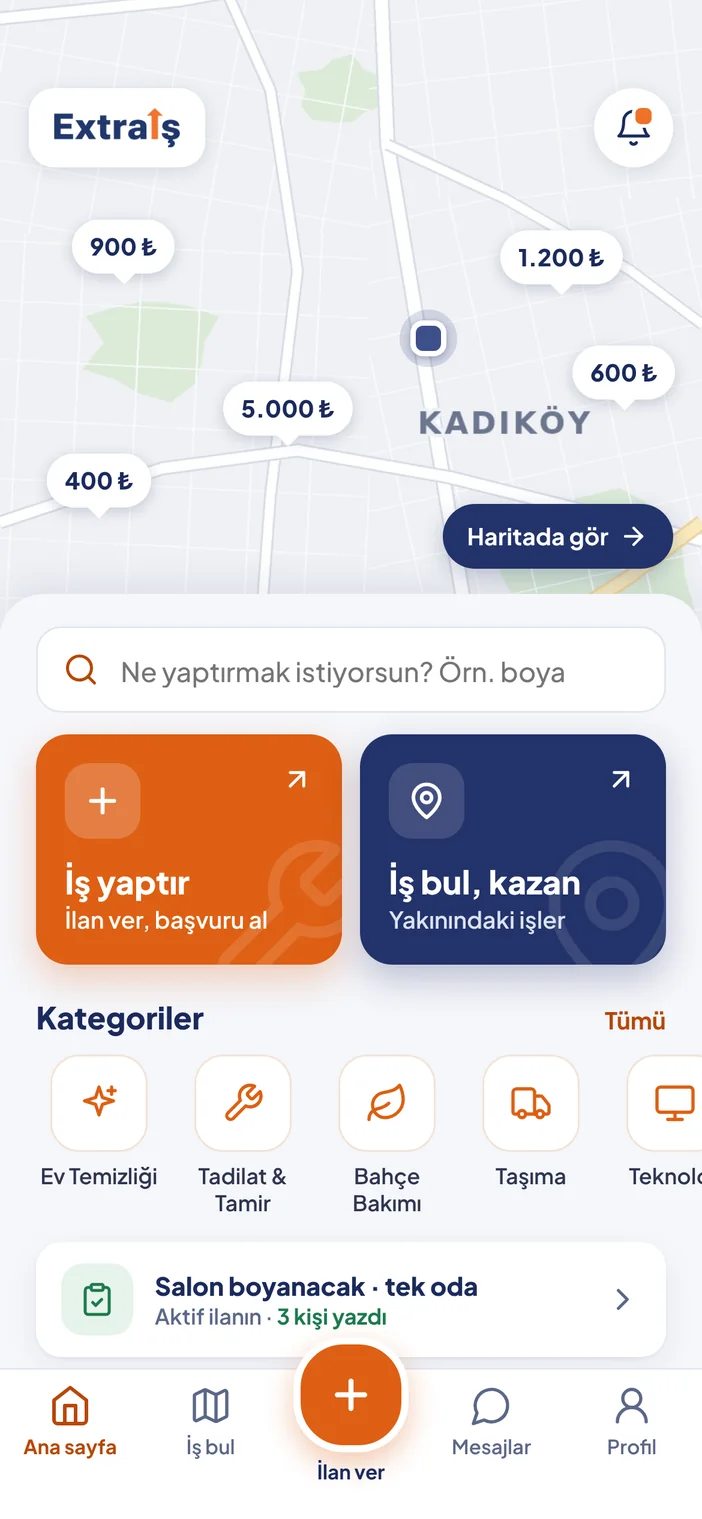 Extraİş
900 ₺
1.200 ₺
600 ₺
5.000 ₺
KADIKÖY
400 ₺
Haritada gör
Ne yaptırmak istiyorsun? Örn. boya
İş yaptır
İlan ver, başvuru al
İş bul, kazan
Yakınındaki işler
Kategoriler
Tümü
Ev Temizliği
Tadilat &
Tamir
Bahçe
Bakımı
Taşıma
Teknolo
Salon boyanacak · tek oda
Aktif ilanın · 3 kişi yazdı
Ana sayfa
İş bul
İlan ver
Mesajlar
Profil